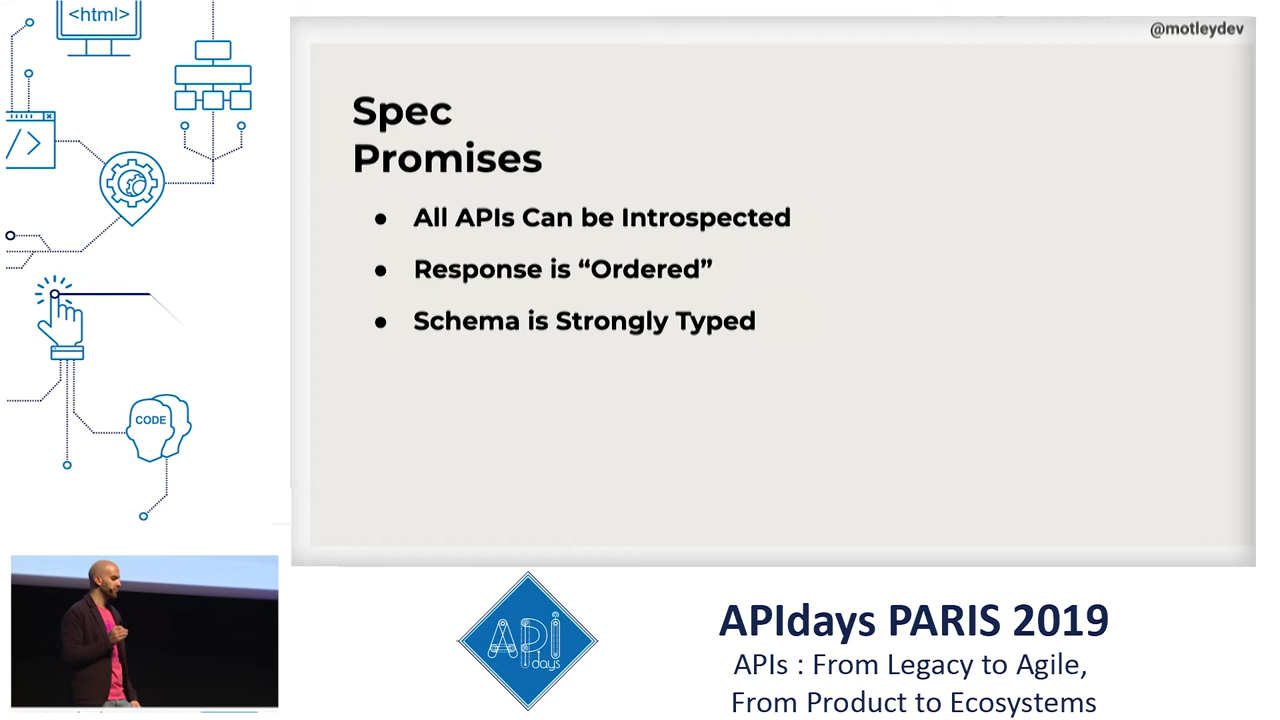 <html>
</>
CODE
@motleydev
Spec
Promises
● All APIs Can be Introspected
● Response is “Ordered”
● Schema is Strongly Typed
API
days
APIdays PARIS 2019
APIs : From Legacy to Agile,
From Product to Ecosystems